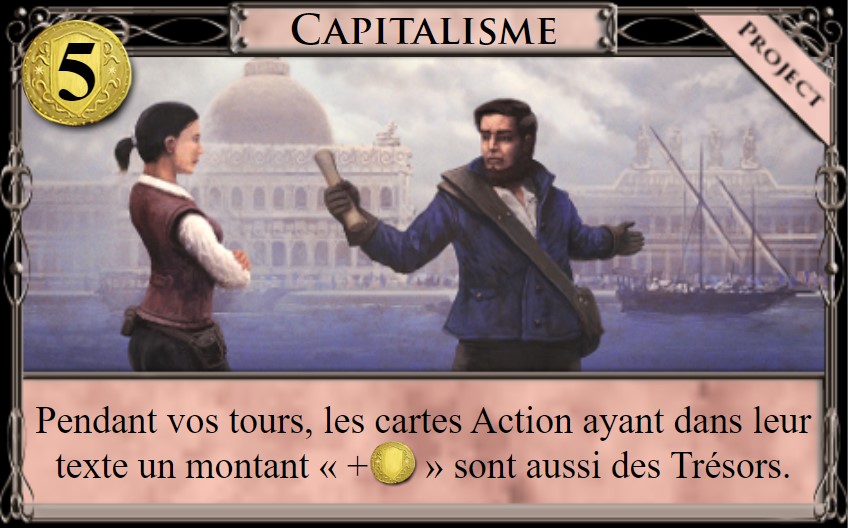 CAPITALISME
PROJECT
5
Pendant vos tours, les cartes Action ayant dans leur
texte un montant « + » sont aussi des Trésors.